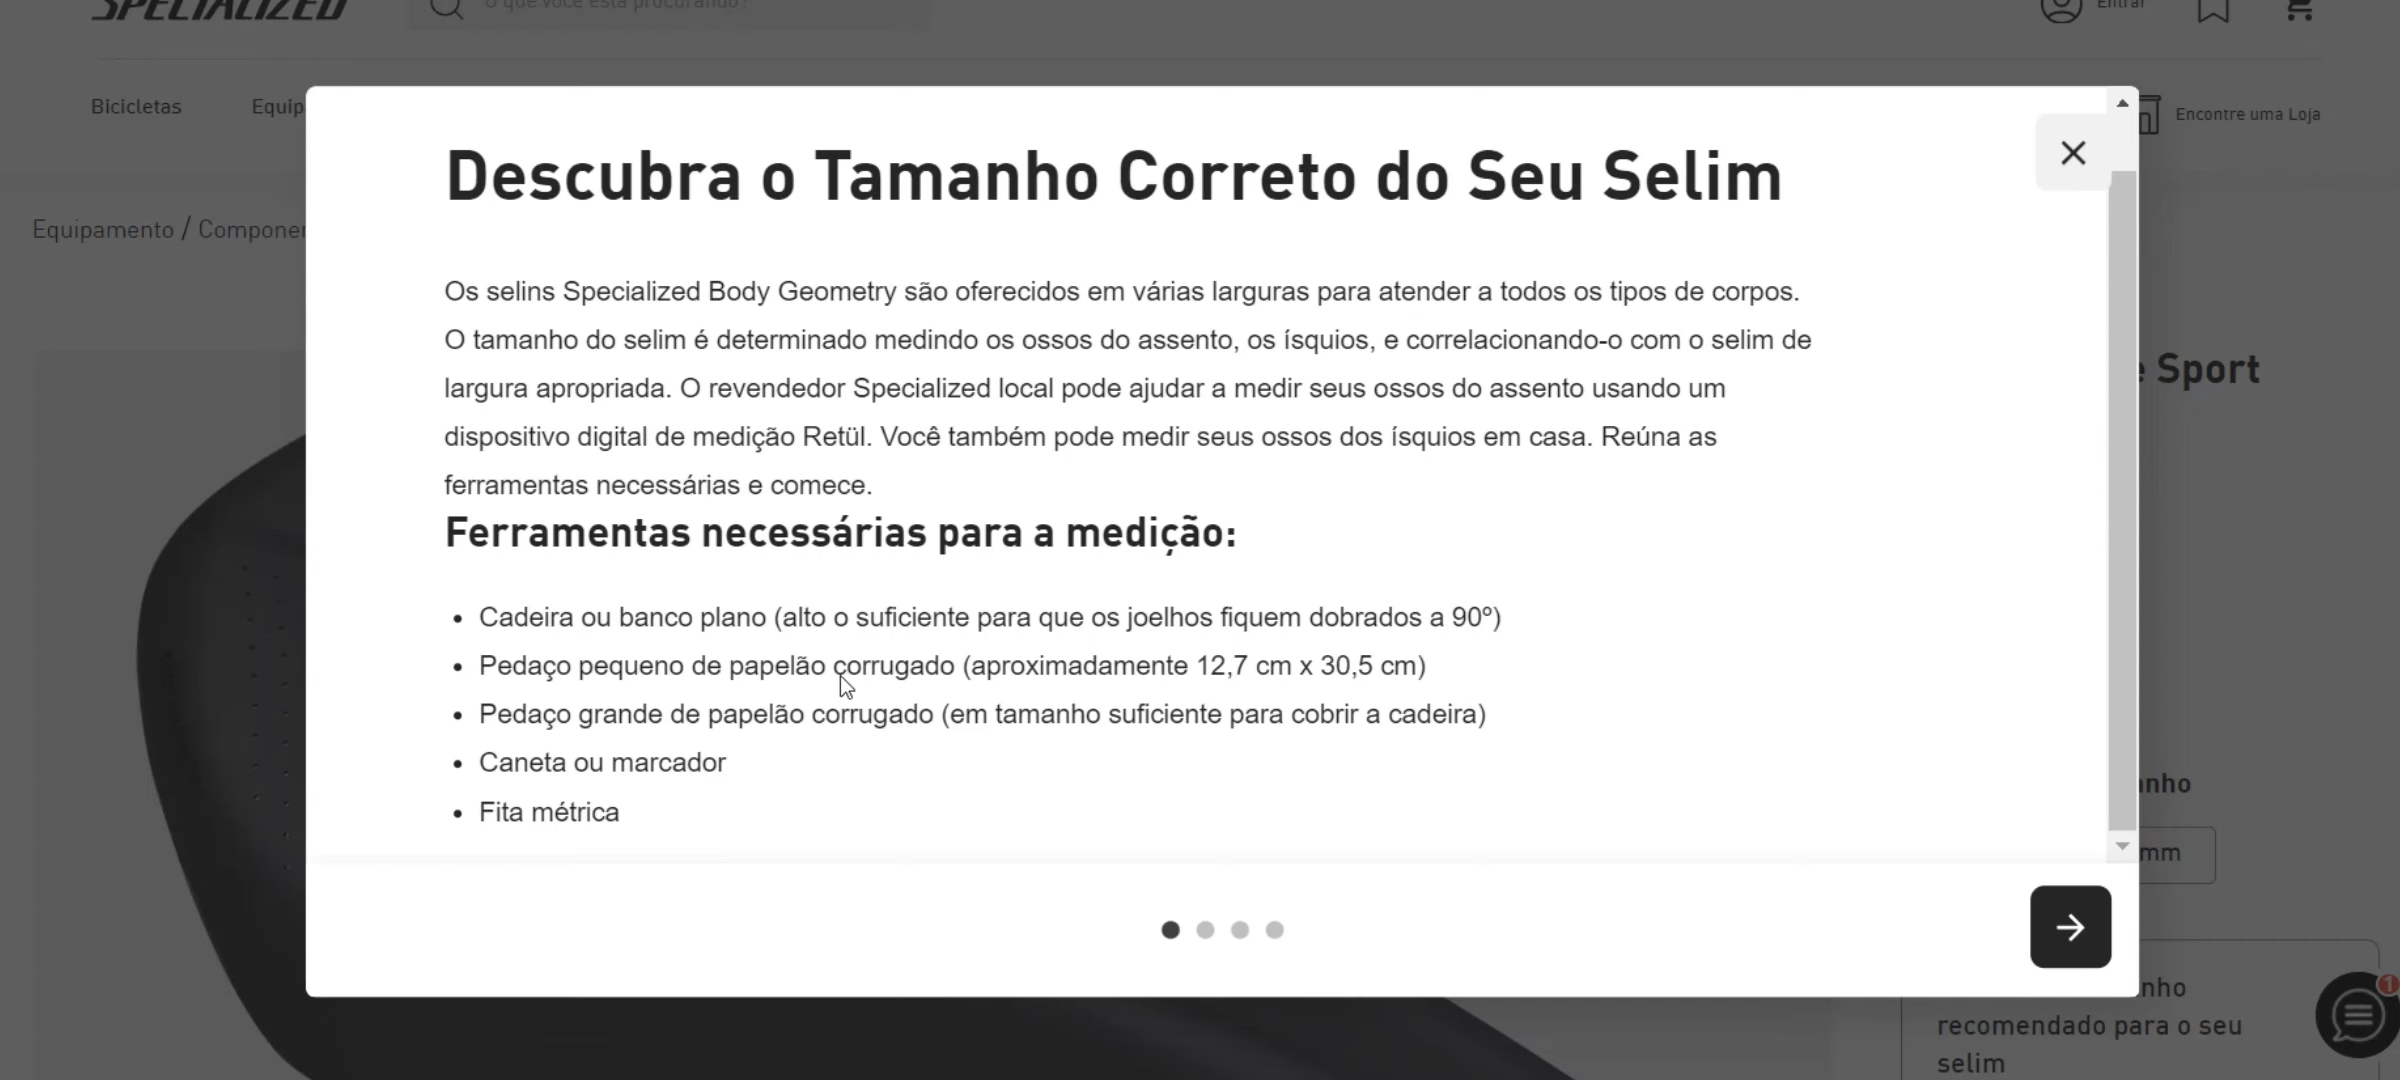 SPECIALIZED
O que você está procurando?
Entrar
Bicicletas
Equip
Encontre uma Loja
Equipamento / Componen
Descubra o Tamanho Correto do Seu Selim
Os selins Specialized Body Geometry são oferecidos em várias larguras para atender a todos os tipos de corpos.
O tamanho do selim é determinado medindo os ossos do assento, os ísquios, e correlacionando-o com o selim de
largura apropriada. O revendedor Specialized local pode ajudar a medir seus ossos do assento usando um
dispositivo digital de medição Retül. Você também pode medir seus ossos dos ísquios em casa. Reúna as
ferramentas necessárias e comece.
Ferramentas necessárias para a medição:
• Cadeira ou banco plano (alto o suficiente para que os joelhos fiquem dobrados a 90º)
• Pedaço pequeno de papelão corrugado (aproximadamente 12,7 cm x 30,5 cm)
• Pedaço grande de papelão corrugado (em tamanho suficiente para cobrir a cadeira)
• Caneta ou marcador
• Fita métrica
Sport
nho
mm
nho
recomendado para o seu
selim
1